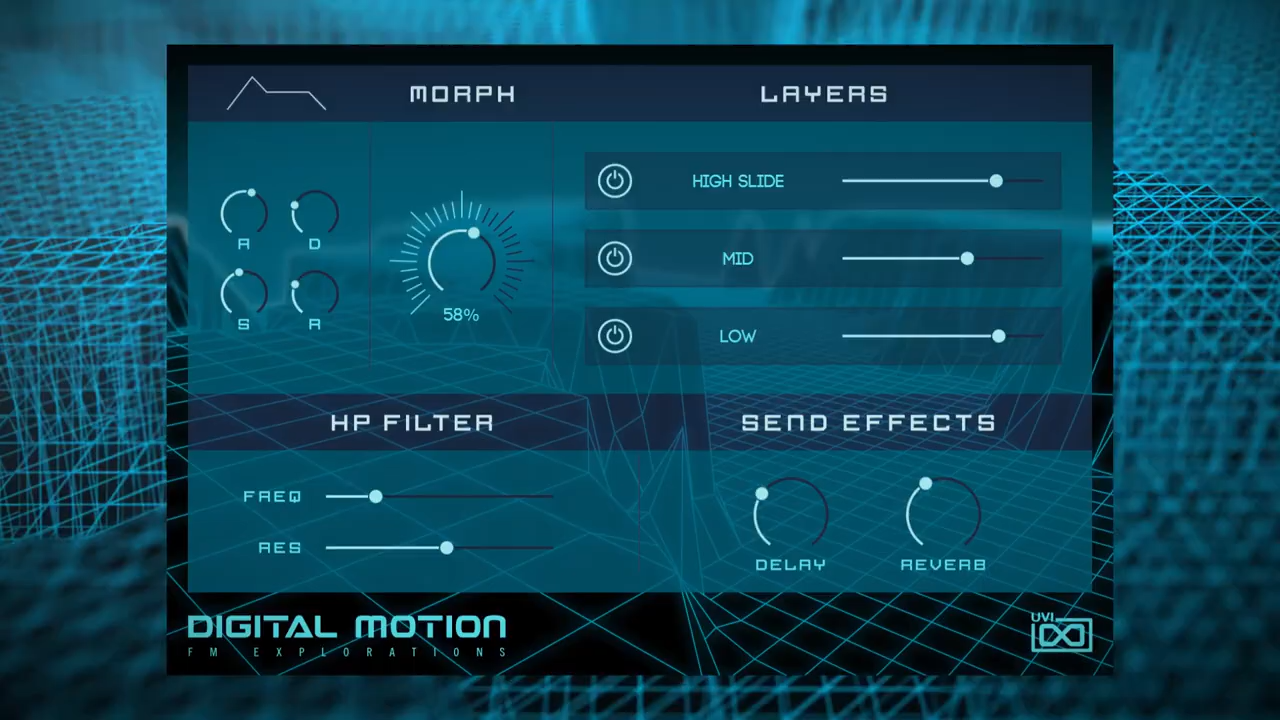 MORPH
LAYERS
A
D
S
R
58%
HIGH SLIDE
MID
LOW
HP FILTER
SEND EFFECTS
FREQ
RES
DELAY
REVERB
DIGITAL MOTION
FM EXPLORATIONS
UVI